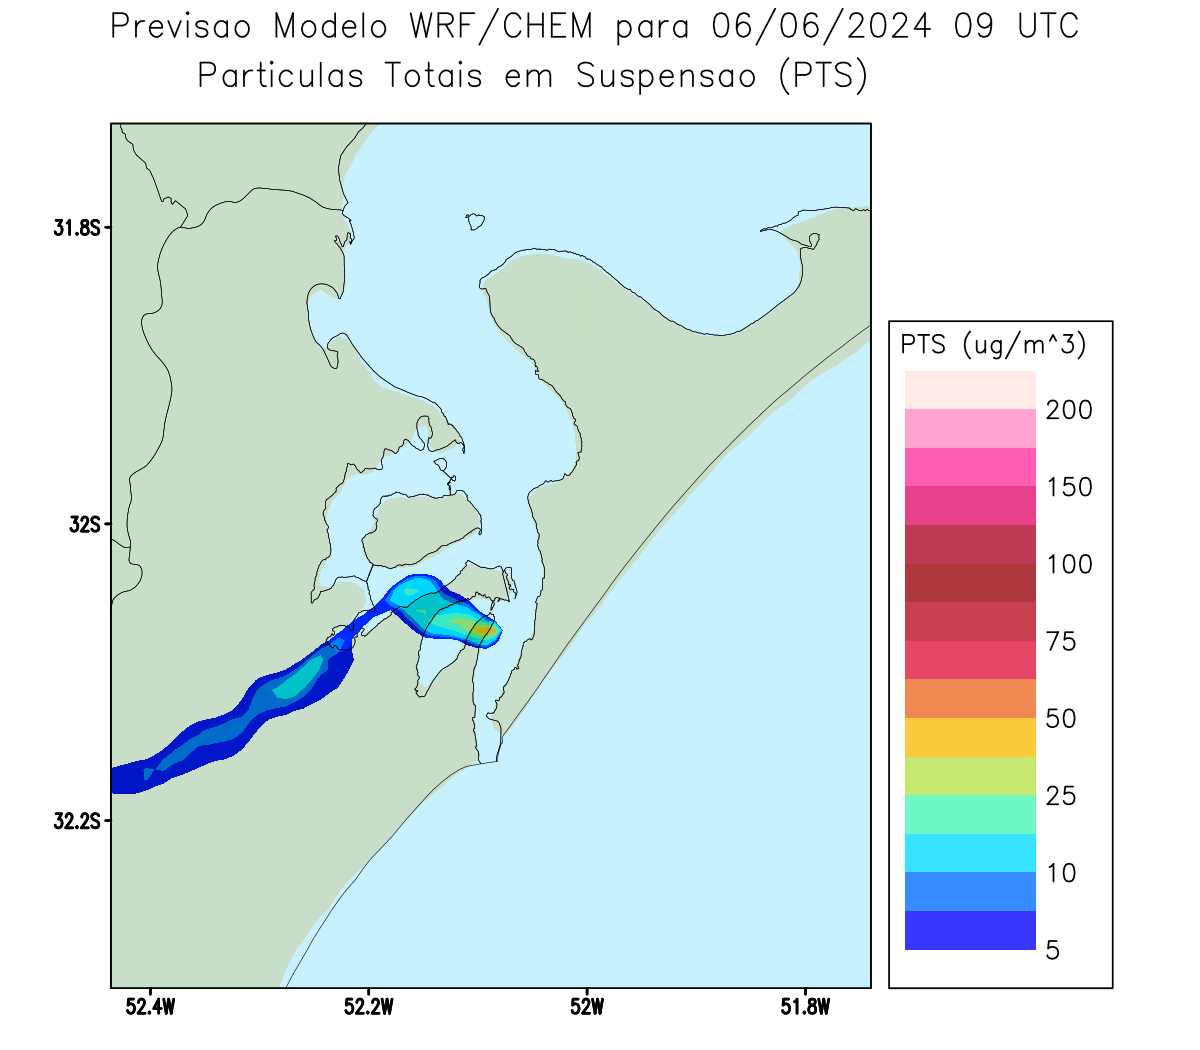 Previsao Modelo WRF/CHEM para 06/06/2024 09 UTC
Particulas Totais em Suspensao (PTS)
31.8S
32S
32.2S
52.4W
52.2W
52W
51.8W
PTS (ug/m^3)
200
150
100
75
50
25
10
5